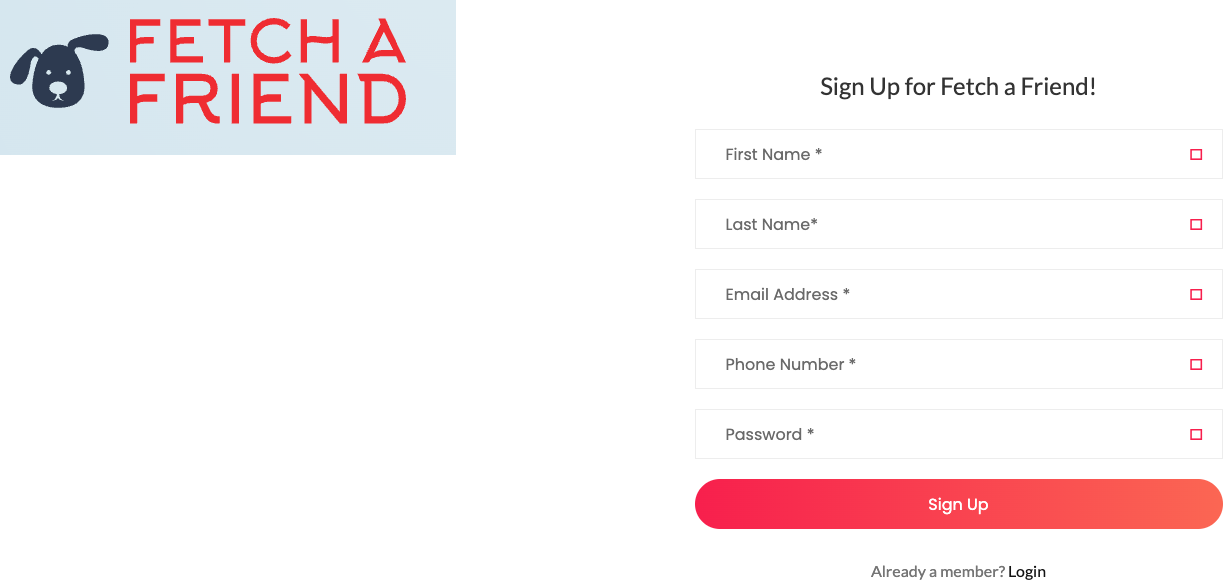 FETCH A
FRIEND
Sign Up for Fetch a Friend!
First Name *
Last Name*
Email Address *
Phone Number *
Password *
Sign Up
Already a member? Login